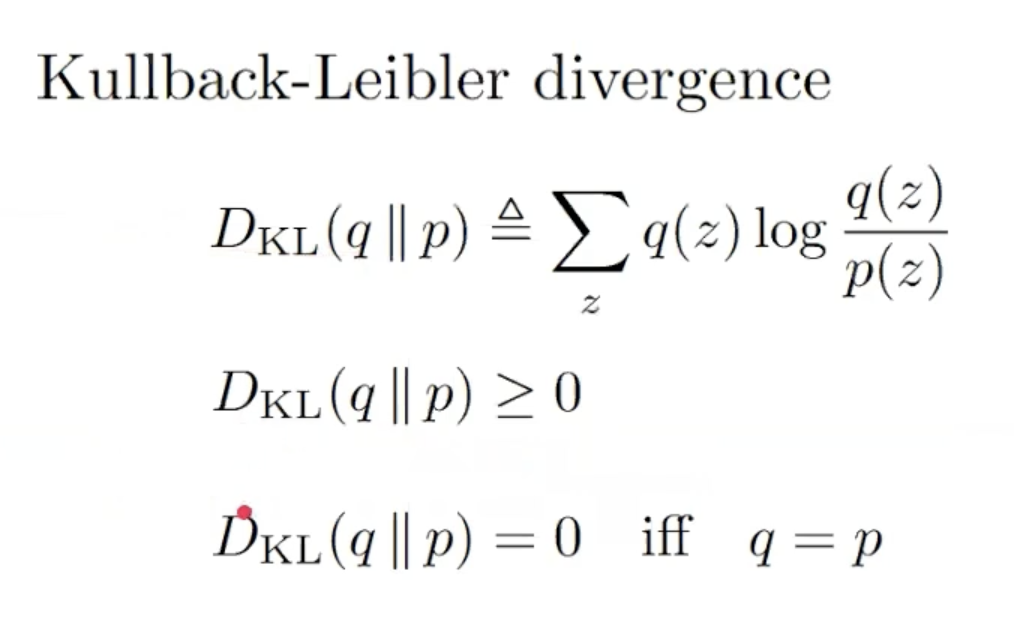 Kullback-Leibler divergence
D_KL(q ∥ p) ≜ ∑_z q(z) log q(z)/p(z)
D_KL(q ∥ p) ≥ 0
D_KL(q ∥ p) = 0 iff q = p